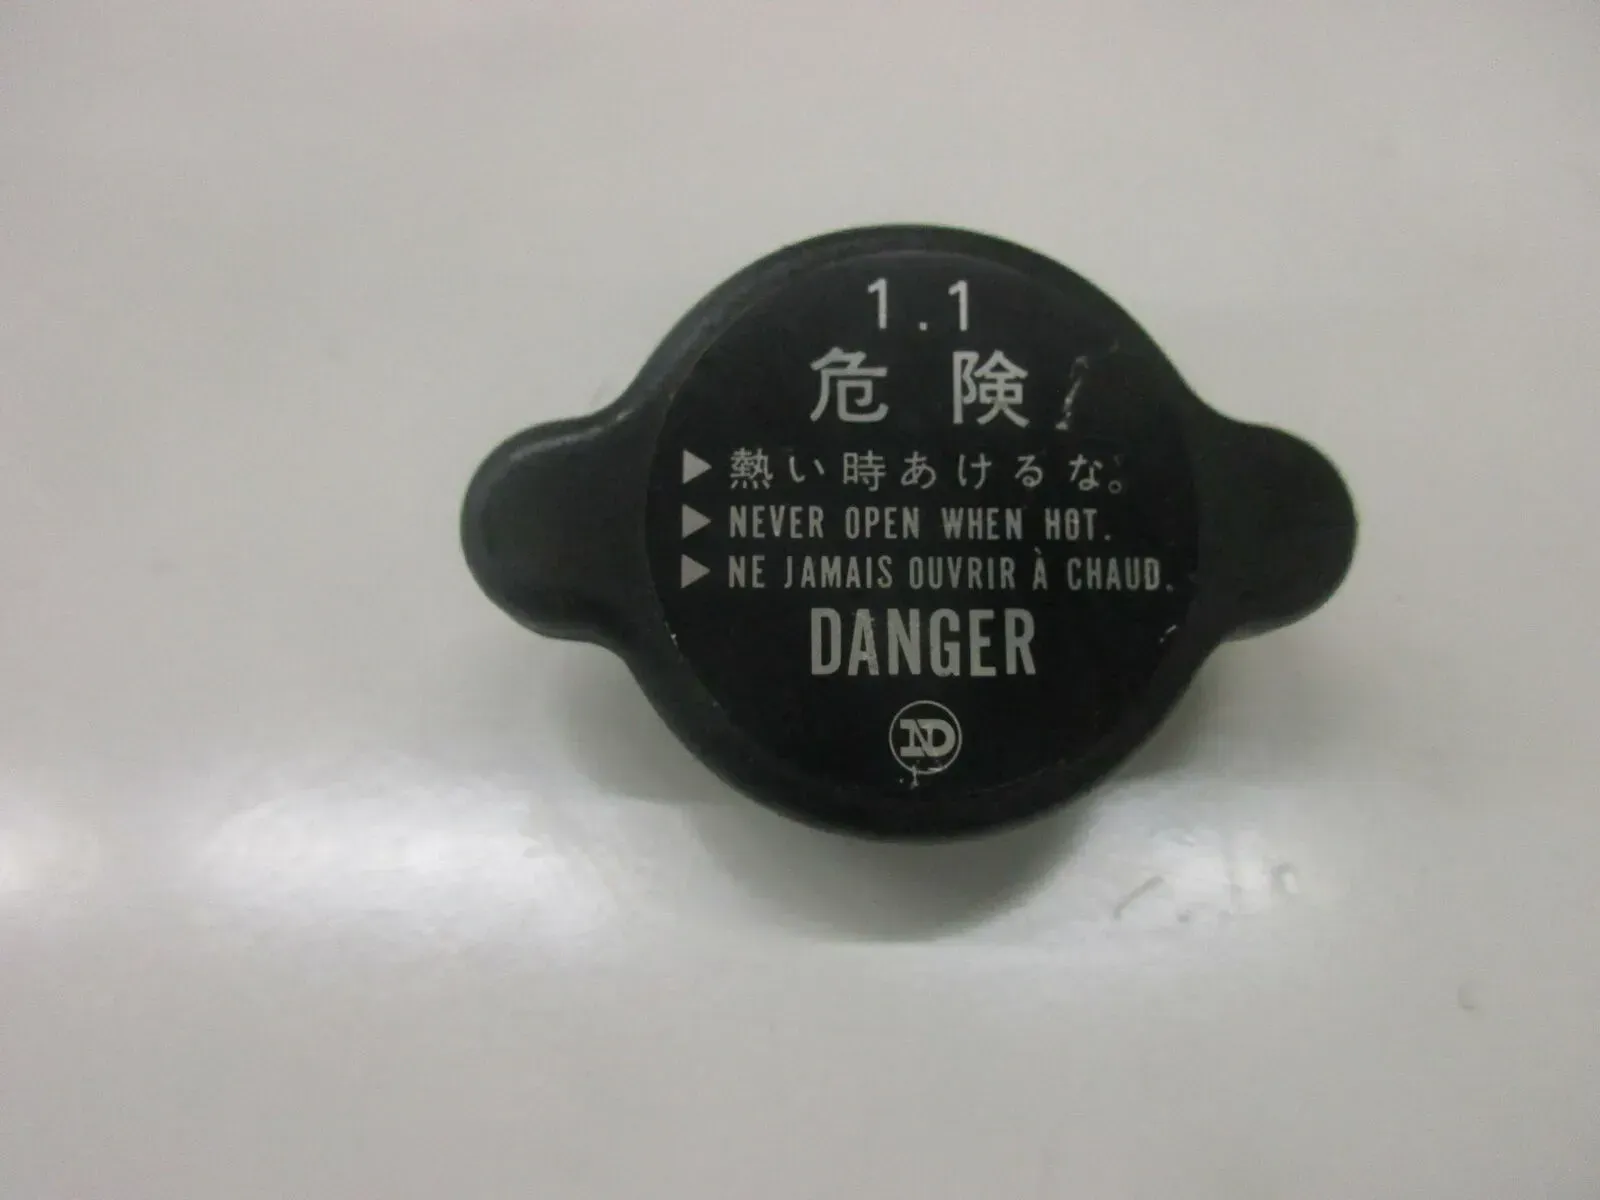 1.1
危険
▶ 熱い時あけるな。
▶ NEVER OPEN WHEN HOT.
▶ NE JAMAIS OUVRIR À CHAUD.
DANGER
ND